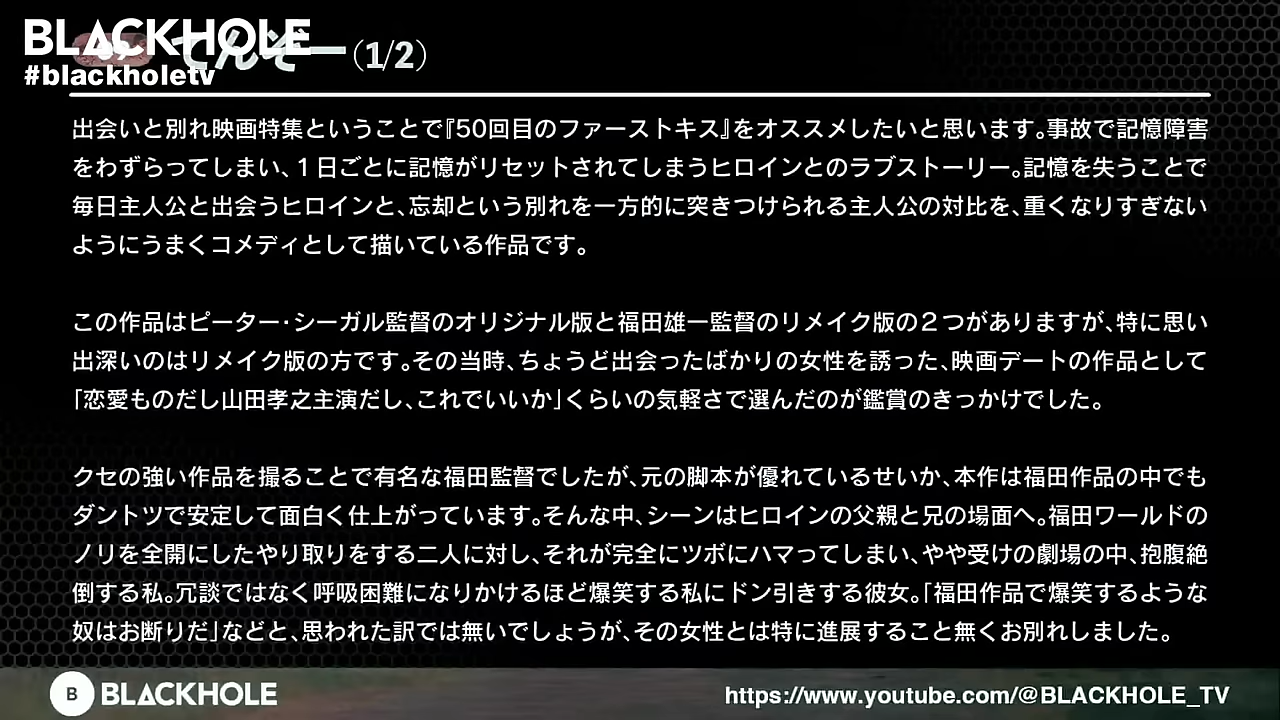 BLACKHOLE
#blackholetv
てんぞー(1/2)
出会いと別れ映画特集ということで『50回目のファーストキス』をオススメしたいと思います。事故で記憶障害
をわずらってしまい、１日ごとに記憶がリセットされてしまうヒロインとのラブストーリー。記憶を失うことで
毎日主人公と出会うヒロインと、忘却という別れを一方的に突きつけられる主人公の対比を、重くなりすぎない
ようにうまくコメディとして描いている作品です。
この作品はピーター・シーガル監督のオリジナル版と福田雄一監督のリメイク版の２つがありますが、特に思い
出深いのはリメイク版の方です。その当時、ちょうど出会ったばかりの女性を誘った、映画デートの作品として
「恋愛ものだし山田孝之主演だし、これでいいか」くらいの気軽さで選んだのが鑑賞のきっかけでした。
クセの強い作品を撮ることで有名な福田監督でしたが、元の脚本が優れているせいか、本作は福田作品の中でも
ダントツで安定して面白く仕上がっています。そんな中、シーンはヒロインの父親と兄の場面へ。福田ワールドの
ノリを全開にしたやり取りをする二人に対し、それが完全にツボにハマってしまい、やや受けの劇場の中、抱腹絶
倒する私。冗談ではなく呼吸困難になりかけるほど爆笑する私にドン引きする彼女。「福田作品で爆笑するような
奴はお断りだ」などと、思われた訳では無いでしょうが、その女性とは特に進展すること無くお別れしました。
B BLACKHOLE
https://www.youtube.com/@BLACKHOLE_TV